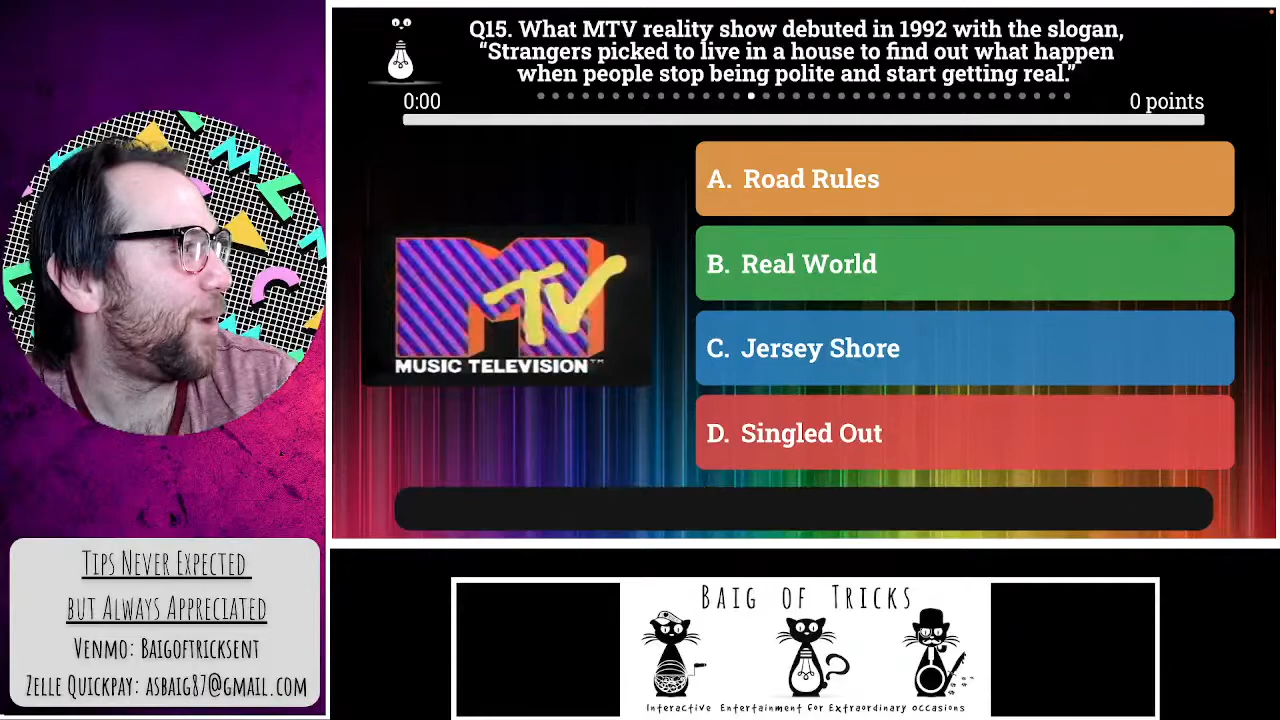 Q15. What MTV reality show debuted in 1992 with the slogan,
“Strangers picked to live in a house to find out what happen
when people stop being polite and start getting real.”
0:00
0 points
A. Road Rules
B. Real World
C. Jersey Shore
D. Singled Out
MTV
MUSIC TELEVISION™
Tips Never Expected
but Always Appreciated
Venmo: Baigoftricksent
Zelle Quickpay: asbaig87@gmail.com
Baig of Tricks
Interactive Entertainment for Extraordinary Occasions